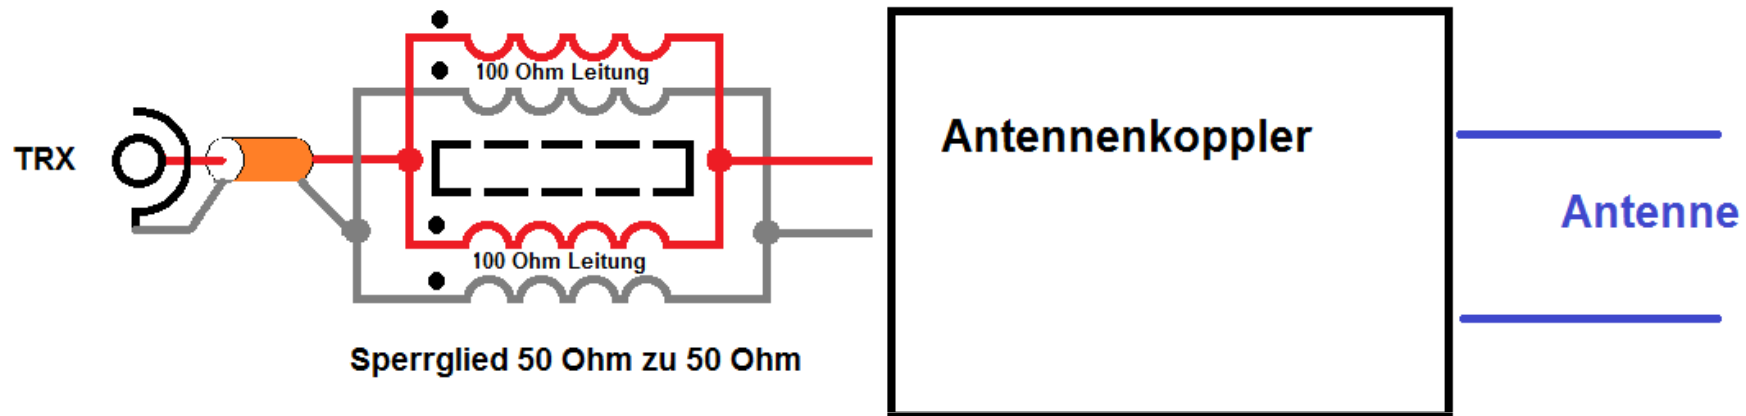 100 Ohm Leitung
TRX
Antennenkoppler
Antenne
100 Ohm Leitung
Sperrglied 50 Ohm zu 50 Ohm